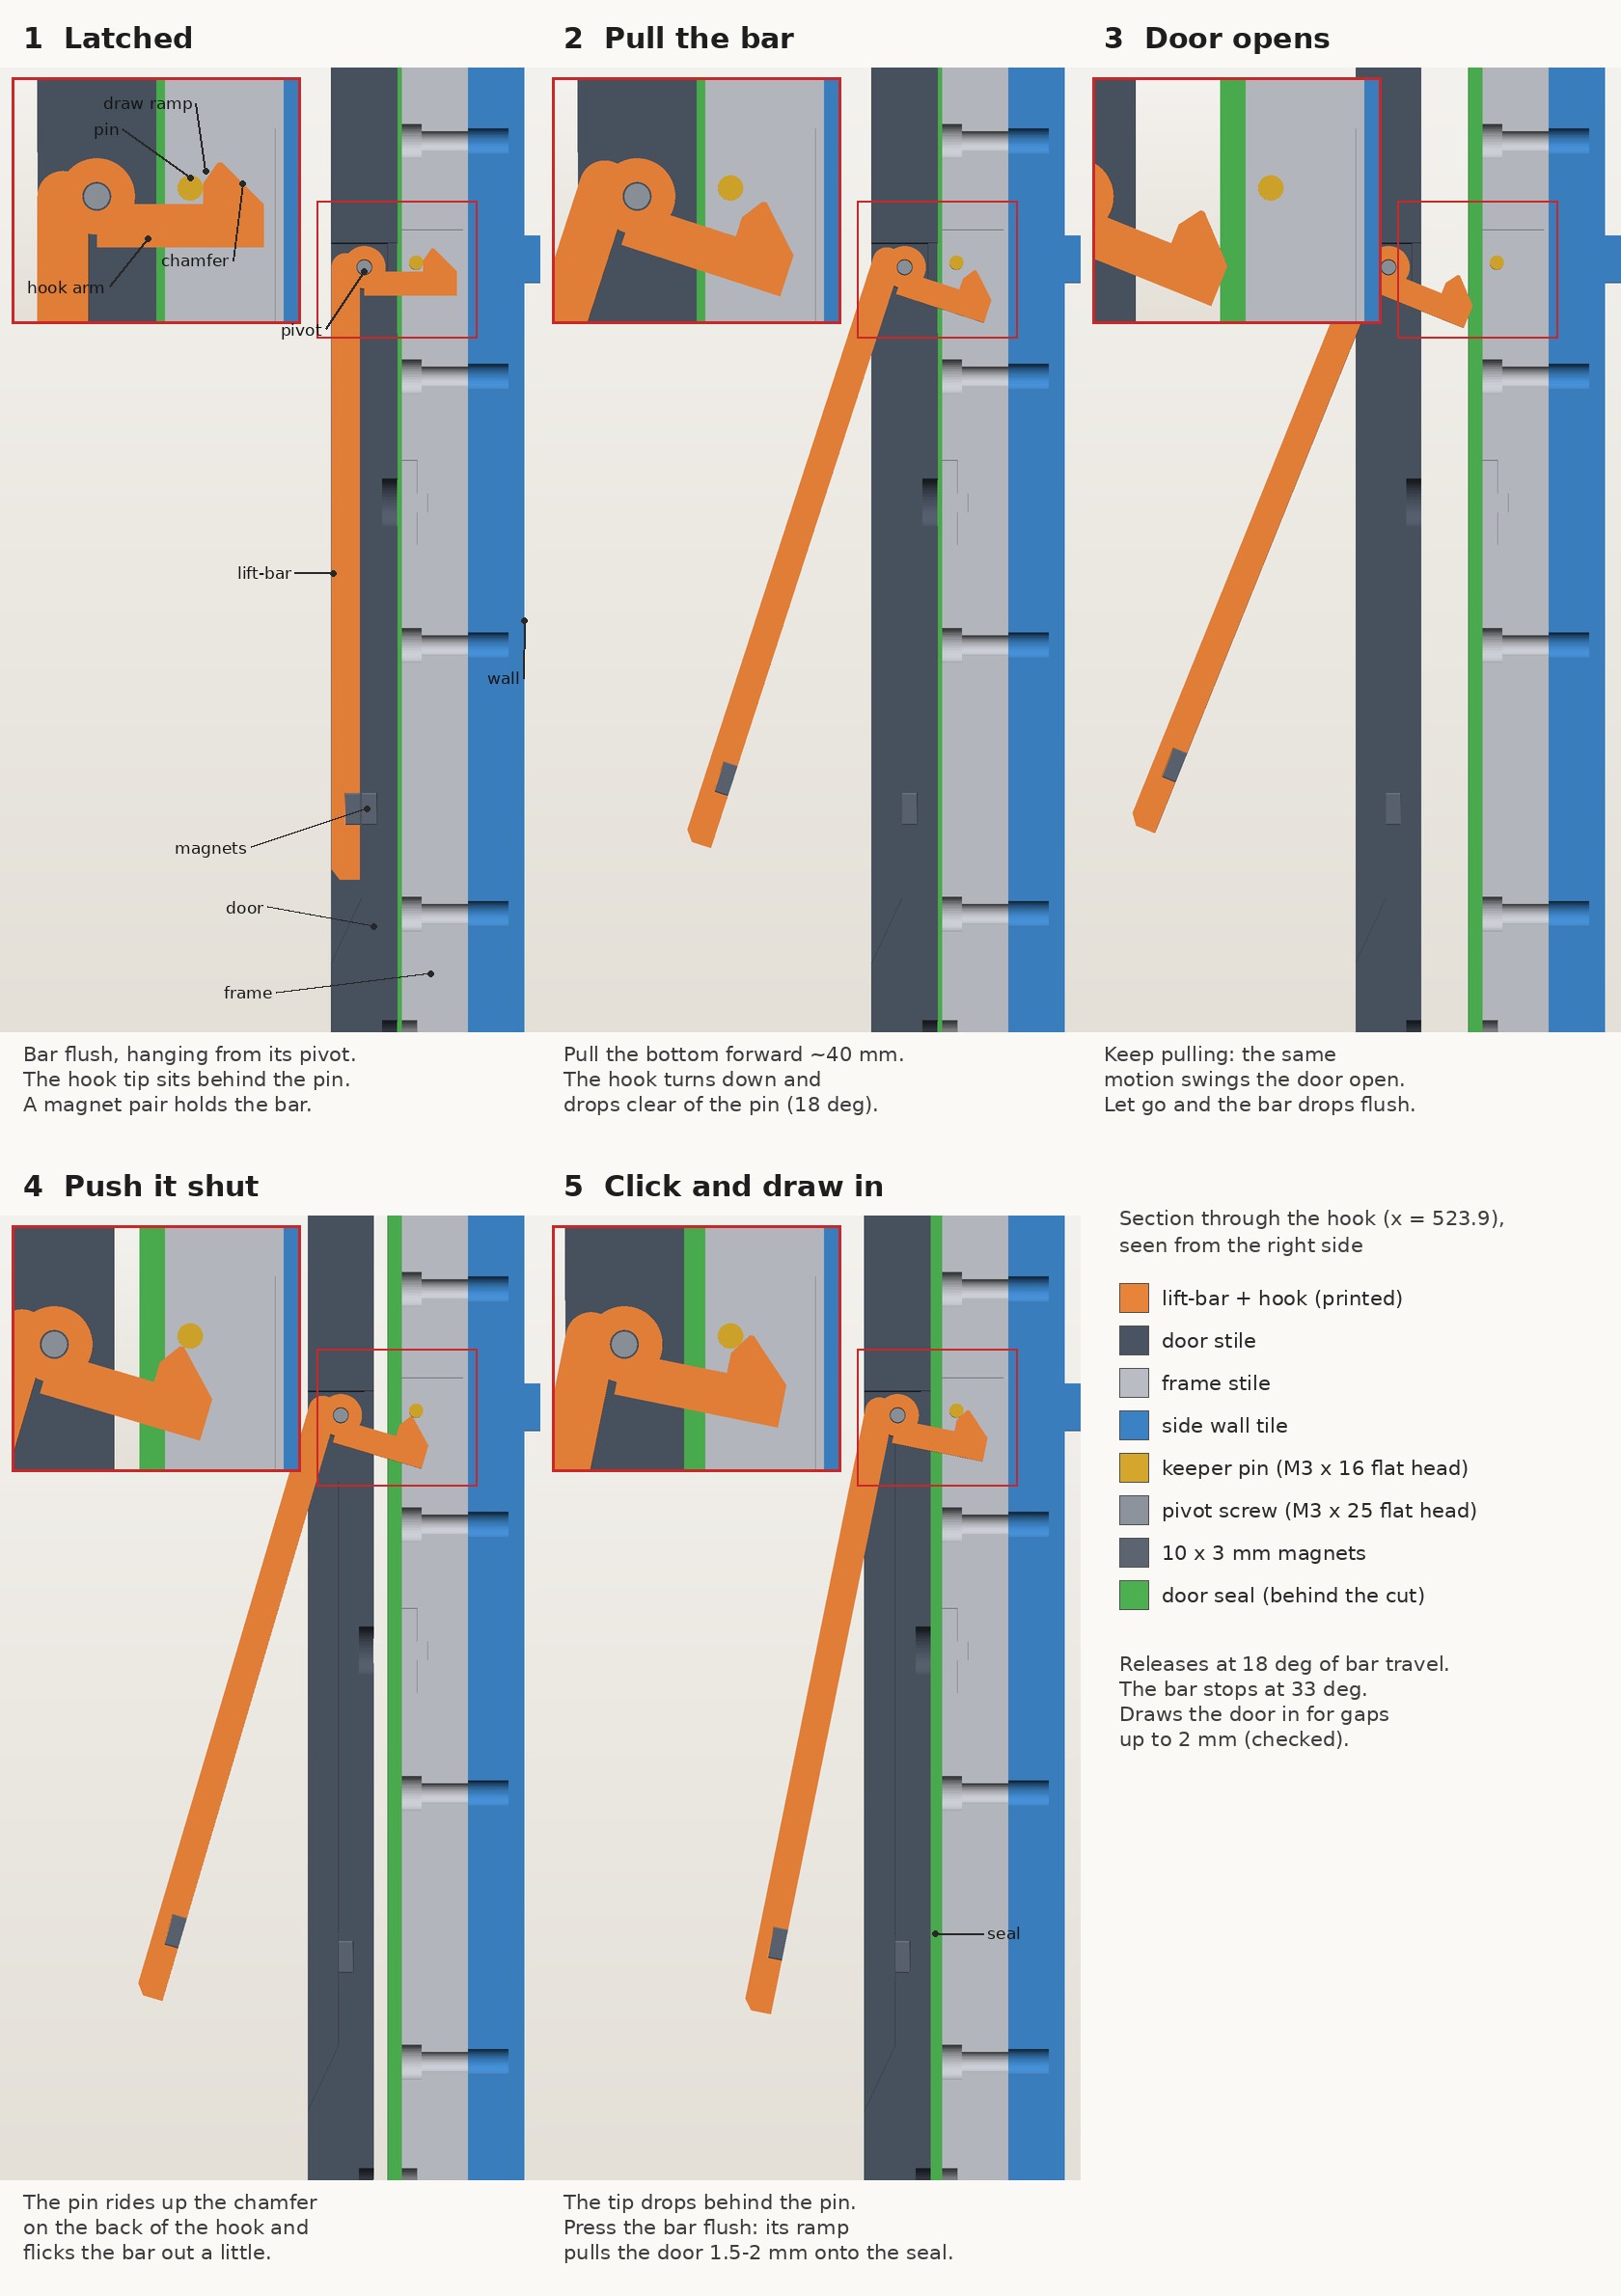 1 Latched
draw ramp
pin
chamfer
hook arm
pivot
lift-bar
wall
magnets
door
frame
Bar flush, hanging from its pivot.
The hook tip sits behind the pin.
A magnet pair holds the bar.
2 Pull the bar
Pull the bottom forward ~40 mm.
The hook turns down and
drops clear of the pin (18 deg).
3 Door opens
Keep pulling: the same
motion swings the door open.
Let go and the bar drops flush.
4 Push it shut
The pin rides up the chamfer
on the back of the hook and
flicks the bar out a little.
5 Click and draw in
seal
The tip drops behind the pin.
Press the bar flush: its ramp
pulls the door 1.5-2 mm onto the seal.
Section through the hook (x = 523.9),
seen from the right side
lift-bar + hook (printed)
door stile
frame stile
side wall tile
keeper pin (M3 x 16 flat head)
pivot screw (M3 x 25 flat head)
10 x 3 mm magnets
door seal (behind the cut)
Releases at 18 deg of bar travel.
The bar stops at 33 deg.
Draws the door in for gaps
up to 2 mm (checked).